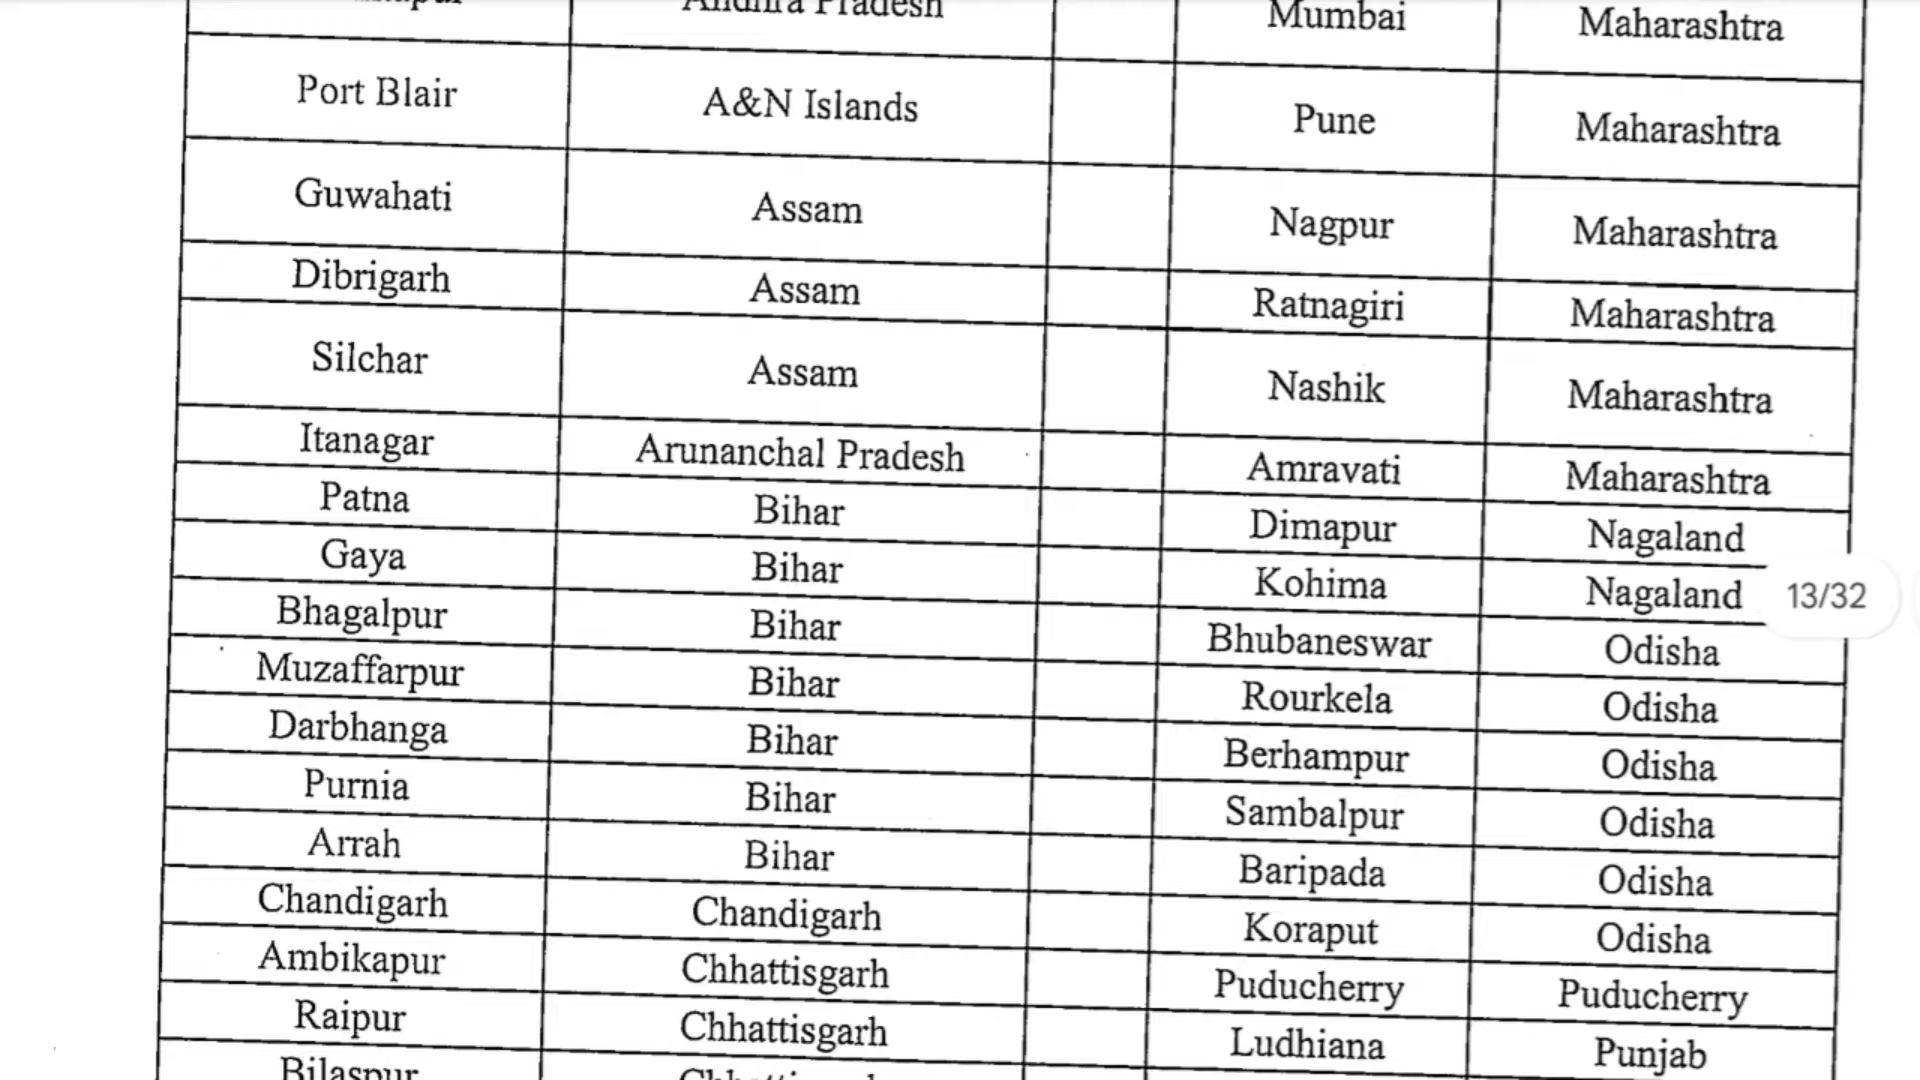 Andhra Pradesh Mumbai Maharashtra
Port Blair A&N Islands Pune Maharashtra
Guwahati Assam Nagpur Maharashtra
Dibrigarh Assam Ratnagiri Maharashtra
Silchar Assam Nashik Maharashtra
Itanagar Arunanchal Pradesh Amravati Maharashtra
Patna Bihar Dimapur Nagaland
Gaya Bihar Kohima Nagaland
13/32
Bhagalpur Bihar Bhubaneswar Odisha
Muzaffarpur Bihar Rourkela Odisha
Darbhanga Bihar Berhampur Odisha
Purnia Bihar Sambalpur Odisha
Arrah Bihar Baripada Odisha
Chandigarh Chandigarh Koraput Odisha
Ambikapur Chhattisgarh Puducherry Puducherry
Raipur Chhattisgarh Ludhiana Punjab
Bilaspur